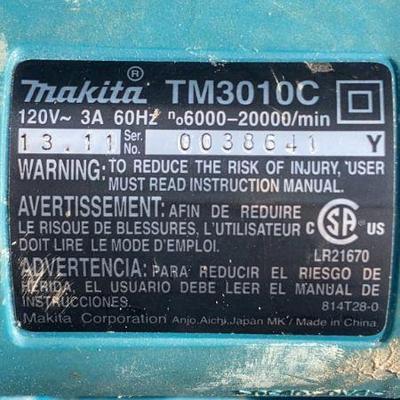 makita® TM3010C
120V~ 3A 60Hz n₀6000-20000/min
13.11 Ser. No. 0038641 Y
WARNING: TO REDUCE THE RISK OF INJURY, USER
MUST READ INSTRUCTION MANUAL.
AVERTISSEMENT: AFIN DE REDUIRE
LE RISQUE DE BLESSURES, L'UTILISATEUR
DOIT LIRE LE MODE D'EMPLOI.
C SA US
LR21670
ADVERTENCIA: PARA REDUCIR EL RIESGO DE
HERIDA, EL USUARIO DEBE LEER EL MANUAL DE
INSTRUCCIONES.
814T28-0
Makita Corporation Anjo, Aichi, Japan MK / Made in China.